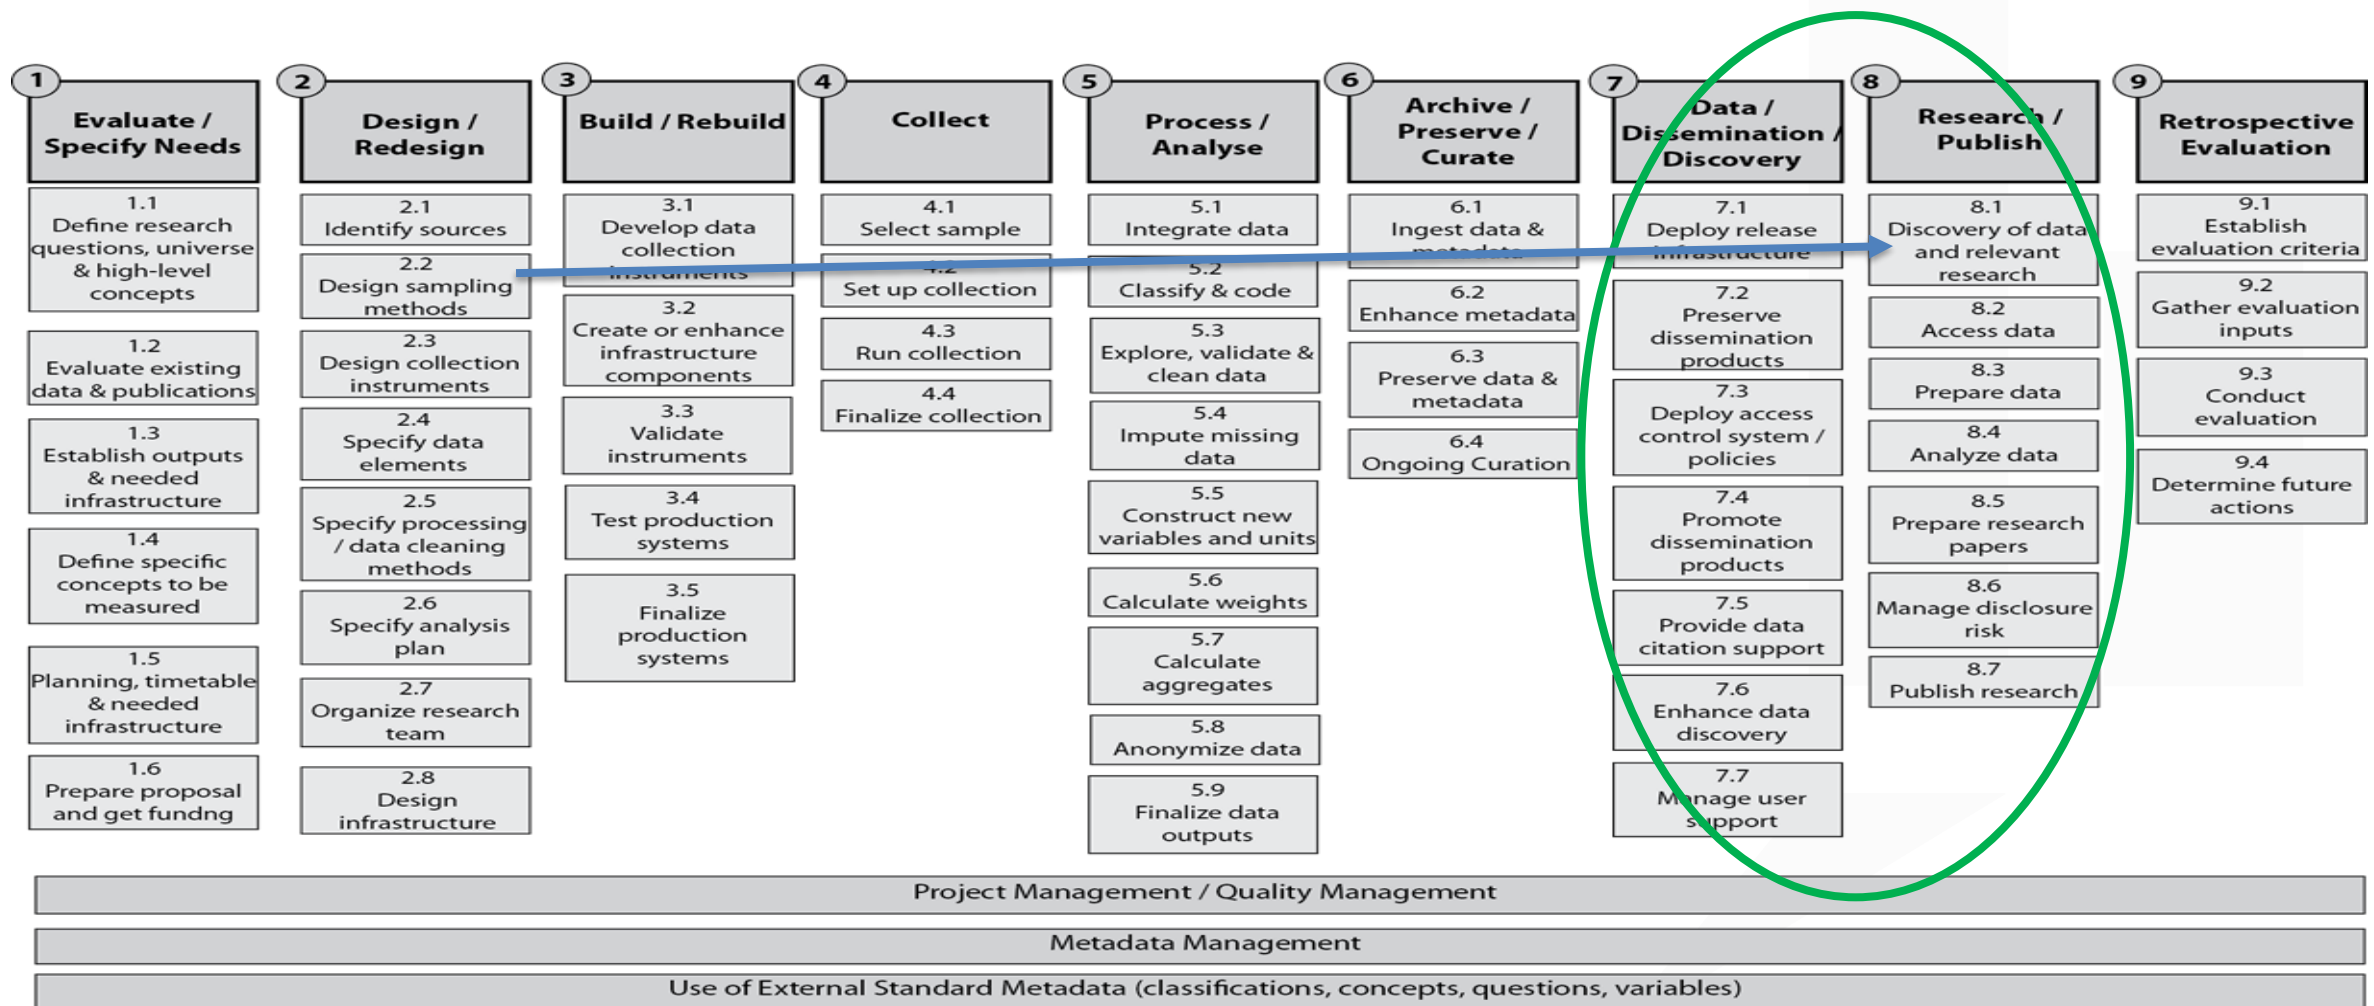 1
Evaluate /
Specify Needs
1.1
Define research
questions, universe
& high-level
concepts
1.2
Evaluate existing
data & publications
1.3
Establish outputs
& needed
infrastructure
1.4
Define specific
concepts to be
measured
1.5
Planning, timetable
& needed
infrastructure
1.6
Prepare proposal
and get fundng
2
Design /
Redesign
2.1
Identify sources
2.2
Design sampling
methods
2.3
Design collection
instruments
2.4
Specify data
elements
2.5
Specify processing
/ data cleaning
methods
2.6
Specify analysis
plan
2.7
Organize research
team
2.8
Design
infrastructure
3
Build / Rebuild
3.1
Develop data
collection
instruments
3.2
Create or enhance
infrastructure
components
3.3
Validate
instruments
3.4
Test production
systems
3.5
Finalize
production
systems
4
Collect
4.1
Select sample
4.2
Set up collection
4.3
Run collection
4.4
Finalize collection
5
Process /
Analyse
5.1
Integrate data
5.2
Classify & code
5.3
Explore, validate &
clean data
5.4
Impute missing
data
5.5
Construct new
variables and units
5.6
Calculate weights
5.7
Calculate
aggregates
5.8
Anonymize data
5.9
Finalize data
outputs
6
Archive /
Preserve /
Curate
6.1
Ingest data &
metadata
6.2
Enhance metadata
6.3
Preserve data &
metadata
6.4
Ongoing Curation
7
Data /
Dissemination /
Discovery
7.1
Deploy release
infrastructure
7.2
Preserve
dissemination
products
7.3
Deploy access
control system /
policies
7.4
Promote
dissemination
products
7.5
Provide data
citation support
7.6
Enhance data
discovery
7.7
Manage user
support
8
Research /
Publish
8.1
Discovery of data
and relevant
research
8.2
Access data
8.3
Prepare data
8.4
Analyze data
8.5
Prepare research
papers
8.6
Manage disclosure
risk
8.7
Publish research
9
Retrospective
Evaluation
9.1
Establish
evaluation criteria
9.2
Gather evaluation
inputs
9.3
Conduct
evaluation
9.4
Determine future
actions
Project Management / Quality Management
Metadata Management
Use of External Standard Metadata (classifications, concepts, questions, variables)